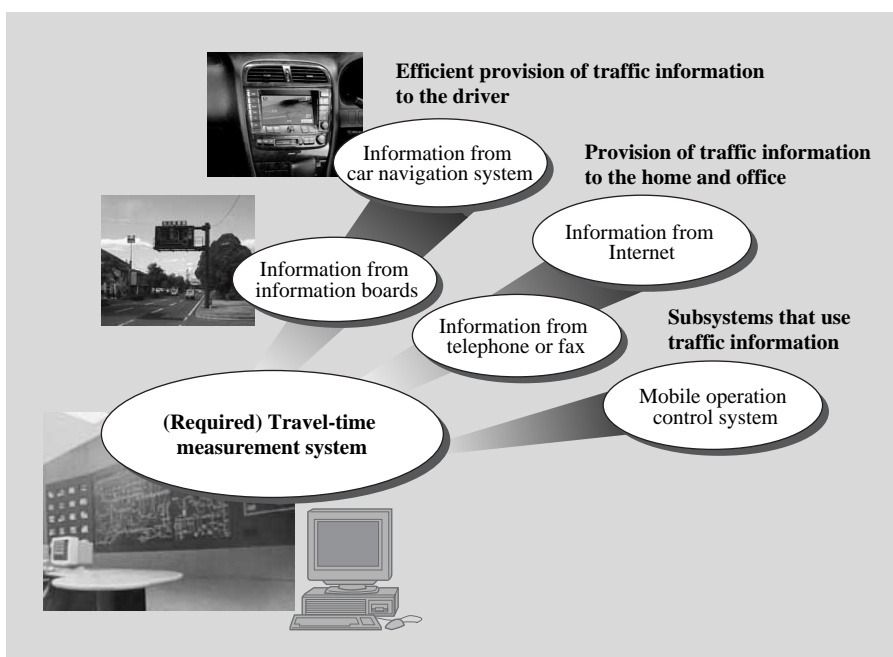 Efficient provision of traffic information
to the driver
Information from
car navigation system
Provision of traffic information
to the home and office
Information from
Internet
Information from
information boards
Information from
telephone or fax
Subsystems that use
traffic information
Mobile operation
control system
(Required) Travel-time
measurement system